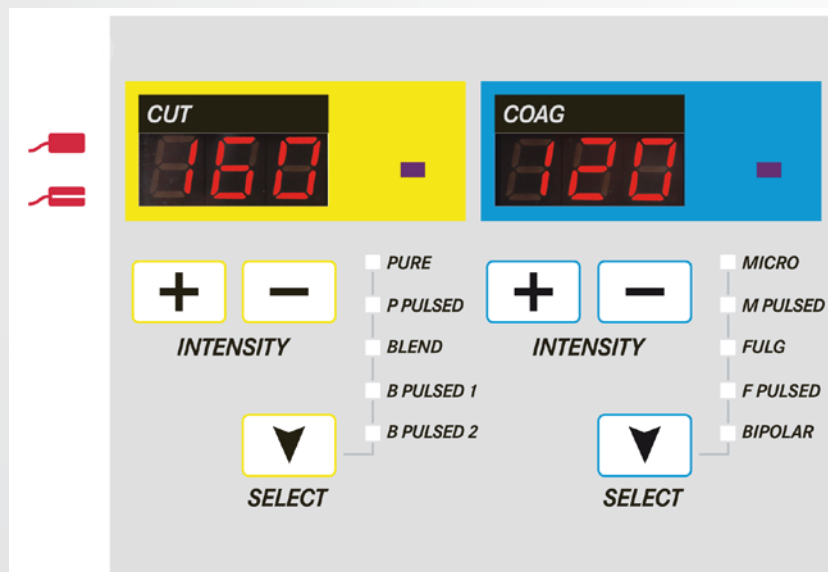 CUT
160
+ -
INTENSITY
PURE
P PULSED
BLEND
B PULSED 1
B PULSED 2
SELECT
COAG
120
+ -
INTENSITY
MICRO
M PULSED
FULG
F PULSED
BIPOLAR
SELECT